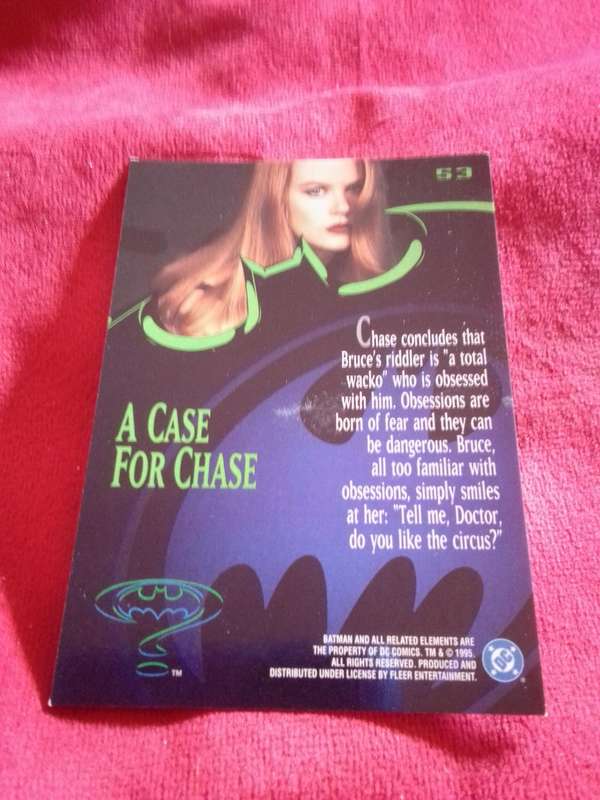 53
Chase concludes that
Bruce's riddler is "a total
wacko" who is obsessed
with him. Obsessions are
born of fear and they can
be dangerous. Bruce,
all too familiar with
obsessions, simply smiles
at her: "Tell me, Doctor,
do you like the circus?"
A CASE
FOR CHASE
TM
BATMAN AND ALL RELATED ELEMENTS ARE
THE PROPERTY OF DC COMICS. TM & © 1995.
ALL RIGHTS RESERVED. PRODUCED AND
DISTRIBUTED UNDER LICENSE BY FLEER ENTERTAINMENT.
DC
®